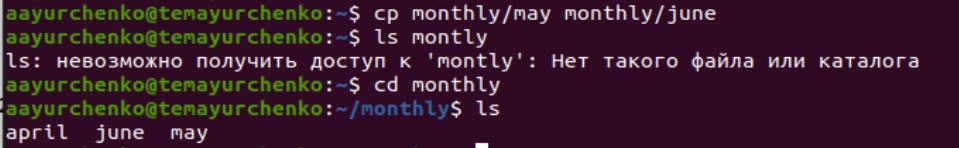 aayurchenko@temayurchenko:~$ cp monthly/may monthly/june
aayurchenko@temayurchenko:~$ ls montly
ls: невозможно получить доступ к 'montly': Нет такого файла или каталога
aayurchenko@temayurchenko:~$ cd monthly
aayurchenko@temayurchenko:~/monthly$ ls
april  june  may